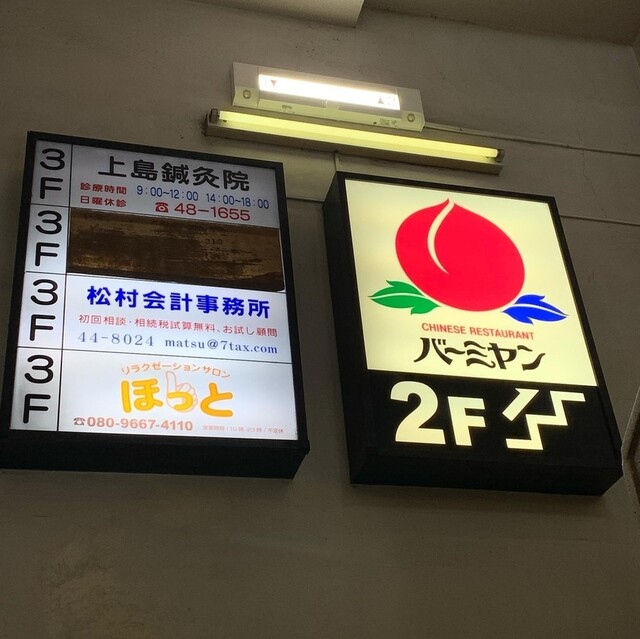 3F
上島鍼灸院
診療時間 9:00~12:00 14:00~18:00
日曜休診 ☎48-1655
3F
3F
松村会計事務所
初回相談・相続税試算無料、お試し顧問
44-8024 matsu@7tax.com
3F
リラクゼーションサロン
ほっと
☎080-9667-4110
CHINESE RESTAURANT
バーミヤン
2F